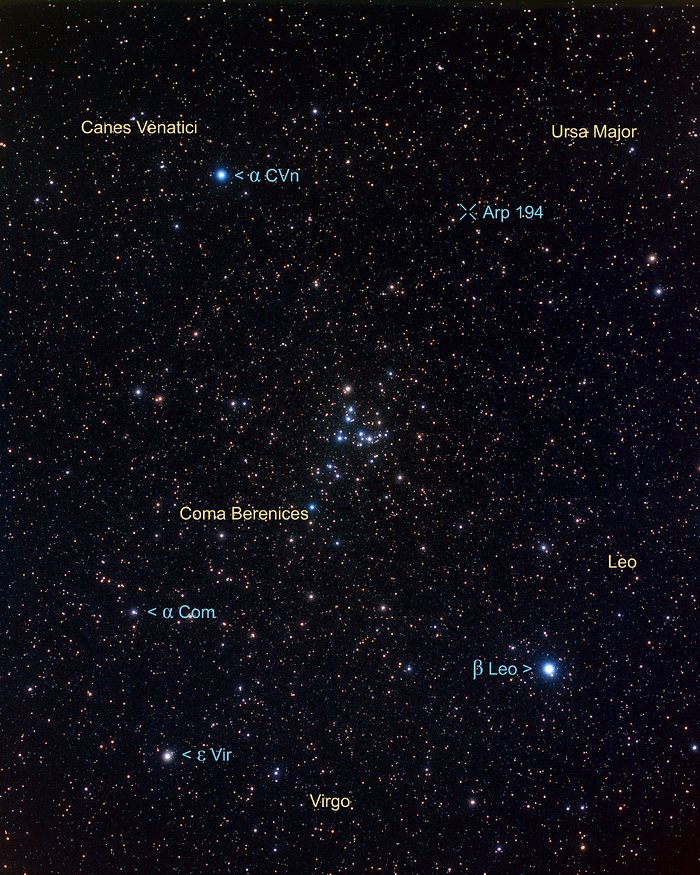 Canes Venatici
Ursa Major
< α CVn
Arp 194
Coma Berenices
Leo
< α Com
β Leo >
< ε Vir
Virgo